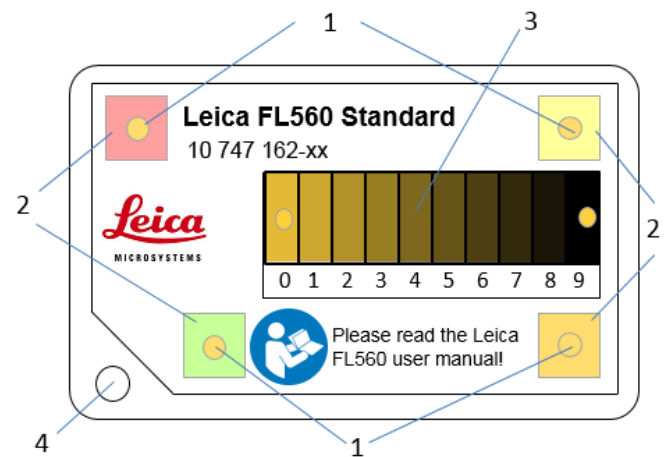 1
3
Leica FL560 Standard
10 747 162-xx
2
2
Leica
MICROSYSTEMS
0 1 2 3 4 5 6 7 8 9
Please read the Leica
FL560 user manual!
4
1